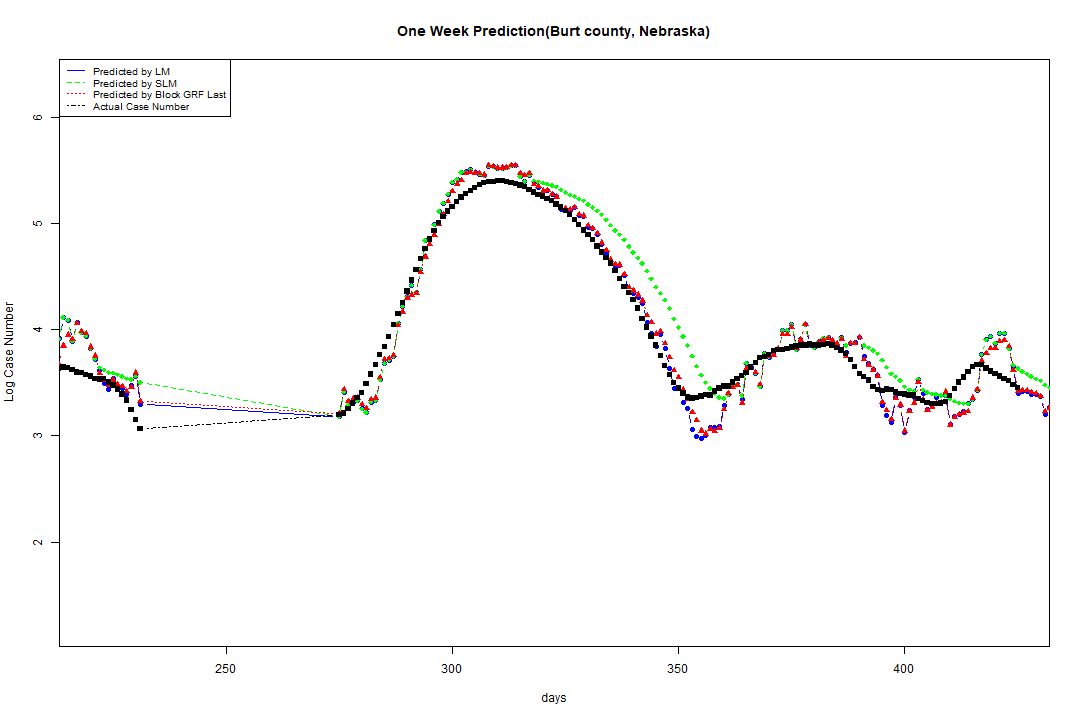 One Week Prediction(Burt county, Nebraska)
Predicted by LM
Predicted by SLM
Predicted by Block GRF Last
Actual Case Number
6
5
4
3
2
Log Case Number
250 300 350 400
days